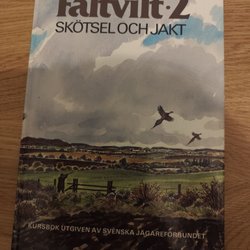 Fältvilt·2
SKÖTSEL OCH JAKT
KURSBOK UTGIVEN AV SVENSKA JÄGAREFÖRBUNDET